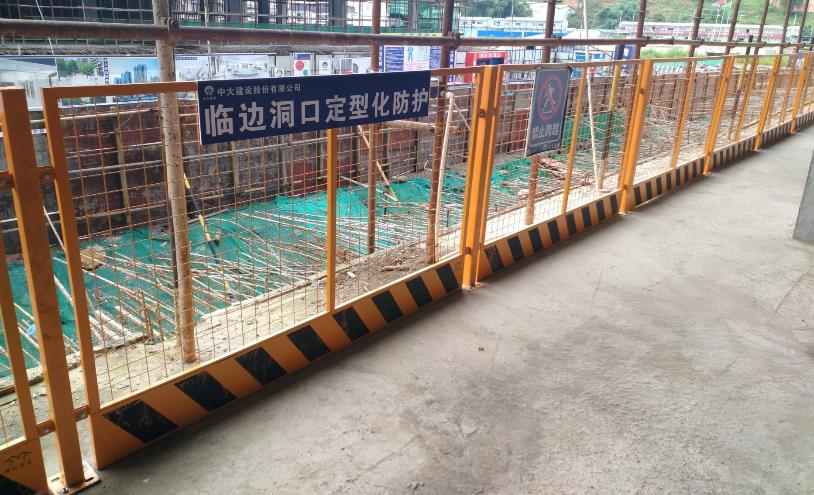 中大建设股份有限公司
临边洞口定型化防护
禁止跨越